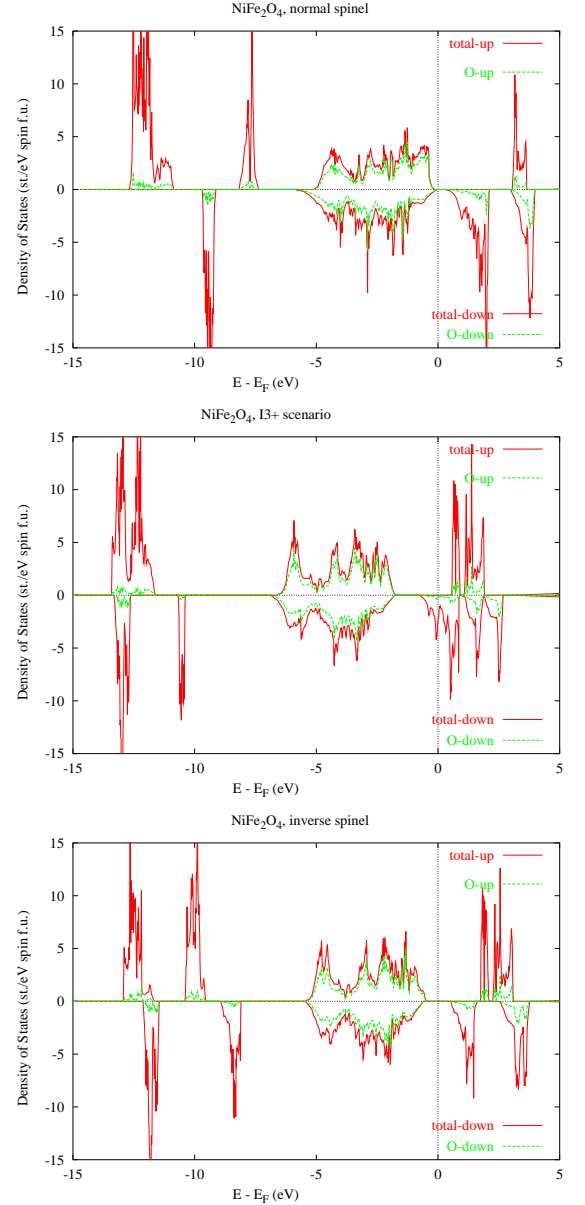 NiFe2O4, normal spinel
Density of States (st./eV spin f.u.)
15
10
5
0
-5
-10
-15
total-up
O-up
total-down
O-down
-15 -10 -5 0 5
E - EF (eV)
NiFe2O4, I3+ scenario
Density of States (st./eV spin f.u.)
15
10
5
0
-5
-10
-15
total-up
O-up
total-down
O-down
-15 -10 -5 0 5
E - EF (eV)
NiFe2O4, inverse spinel
Density of States (st./eV spin f.u.)
15
10
5
0
-5
-10
-15
total-up
O-up
total-down
O-down
-15 -10 -5 0 5
E - EF (eV)